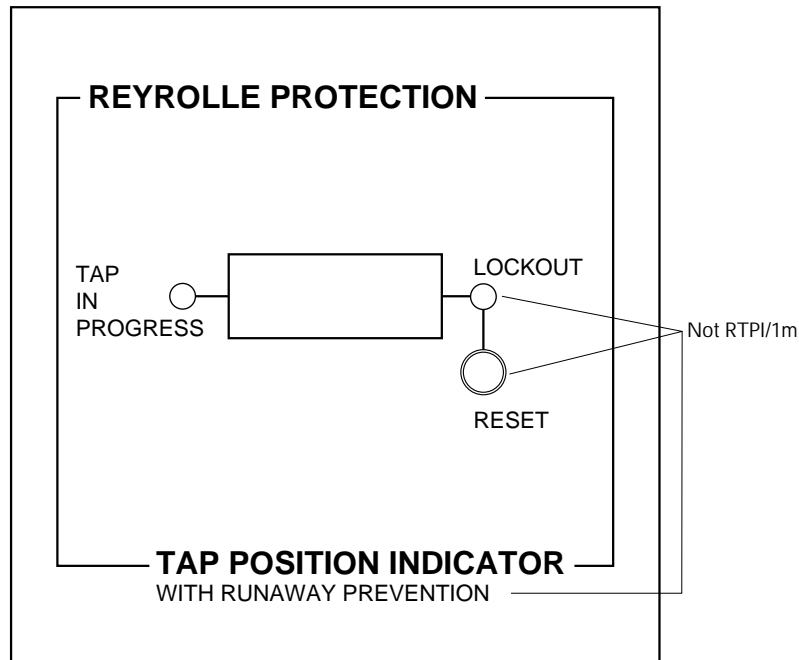 REYROLLE PROTECTION
TAP
IN
PROGRESS
LOCKOUT
Not RTPI/1m
RESET
TAP POSITION INDICATOR
WITH RUNAWAY PREVENTION